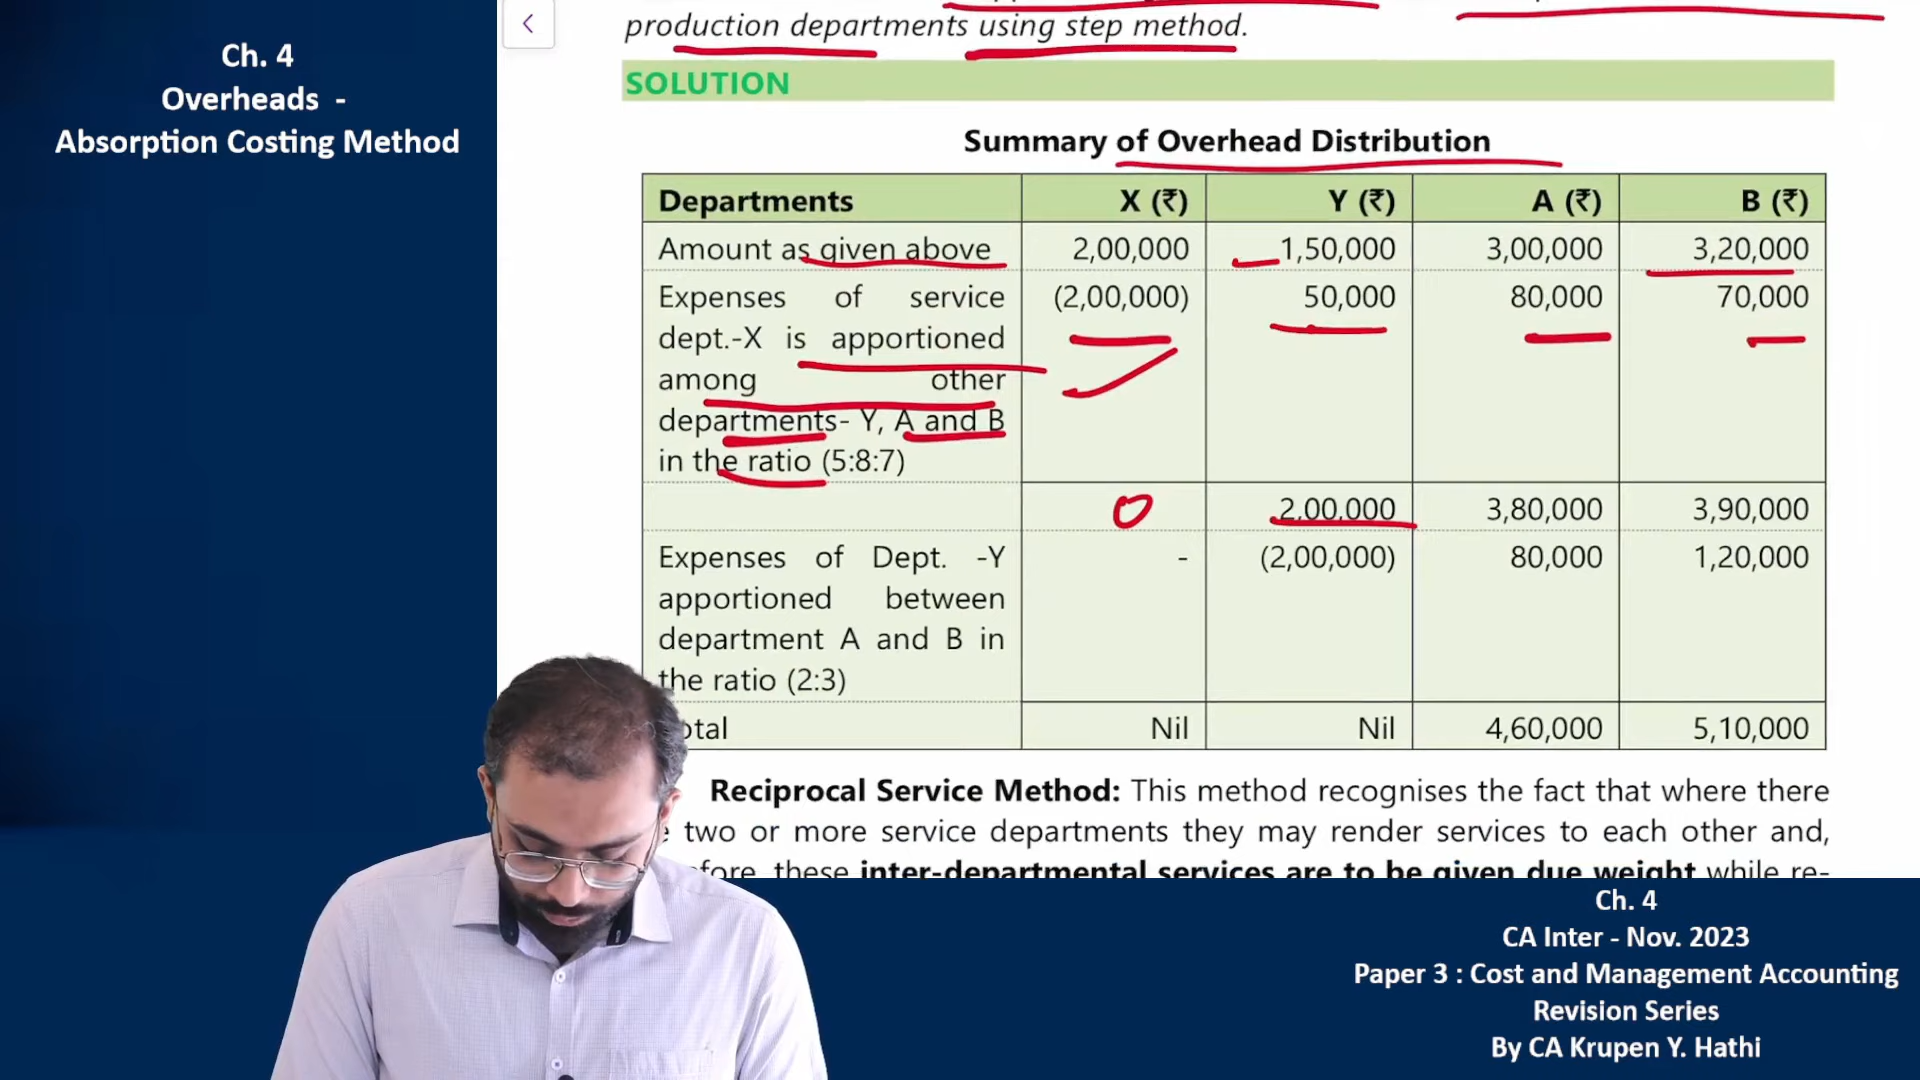 Ch. 4
Overheads -
Absorption Costing Method
production departments using step method.
SOLUTION
Summary of Overhead Distribution
Departments X (₹) Y (₹) A (₹) B (₹)
Amount as given above 2,00,000 1,50,000 3,00,000 3,20,000
Expenses of service (2,00,000) 50,000 80,000 70,000
dept.-X is apportioned
among other
departments- Y, A and B
in the ratio (5:8:7)
0 2,00,000 3,80,000 3,90,000
Expenses of Dept. -Y - (2,00,000) 80,000 1,20,000
apportioned between
department A and B in
the ratio (2:3)
otal Nil Nil 4,60,000 5,10,000
Reciprocal Service Method: This method recognises the fact that where there
two or more service departments they may render services to each other and,
fore, these inter-departmental services are to be given due weight while re-
Ch. 4
CA Inter - Nov. 2023
Paper 3 : Cost and Management Accounting
Revision Series
By CA Krupen Y. Hathi